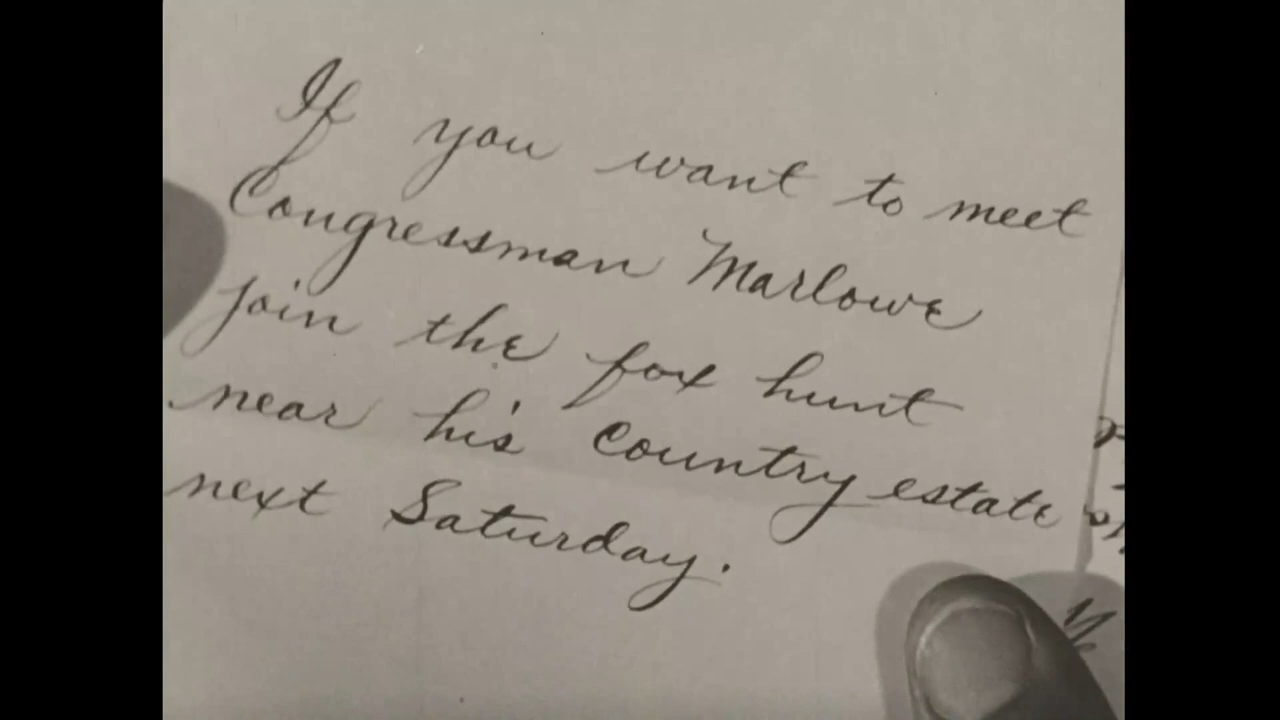 If you want to meet
Congressman Marlowe
join the fox hunt
near his country estate
next Saturday.